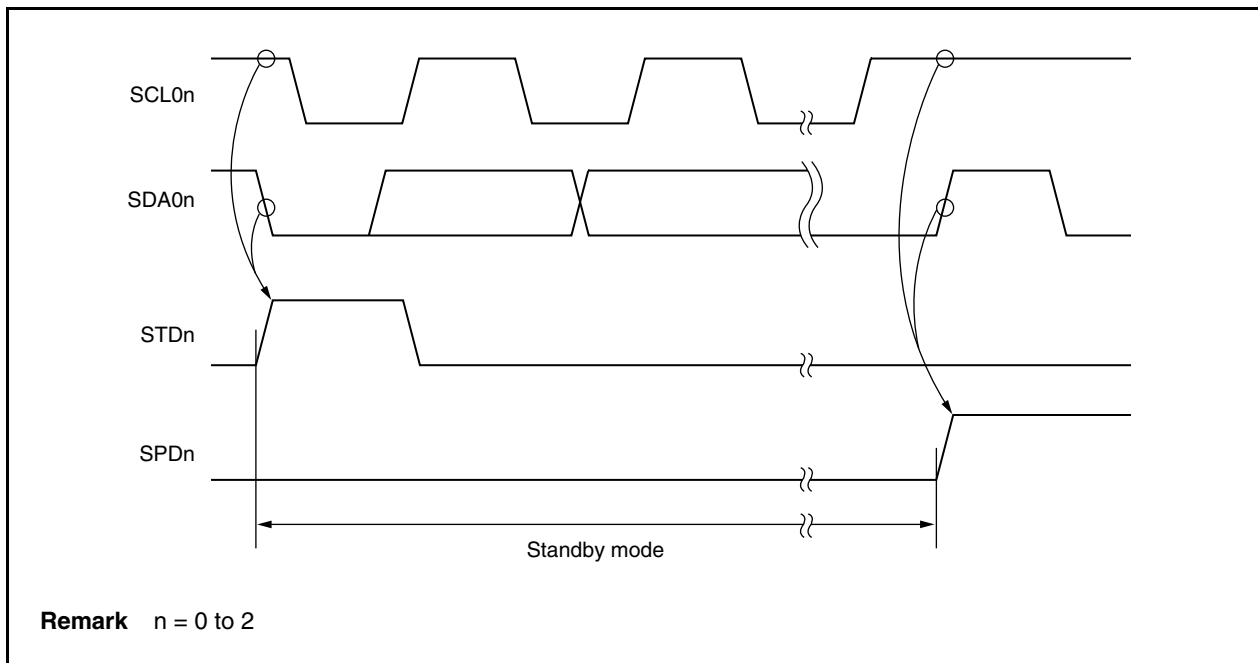 SCL0n
SDA0n
STDn
SPDn
Standby mode
Remark n = 0 to 2